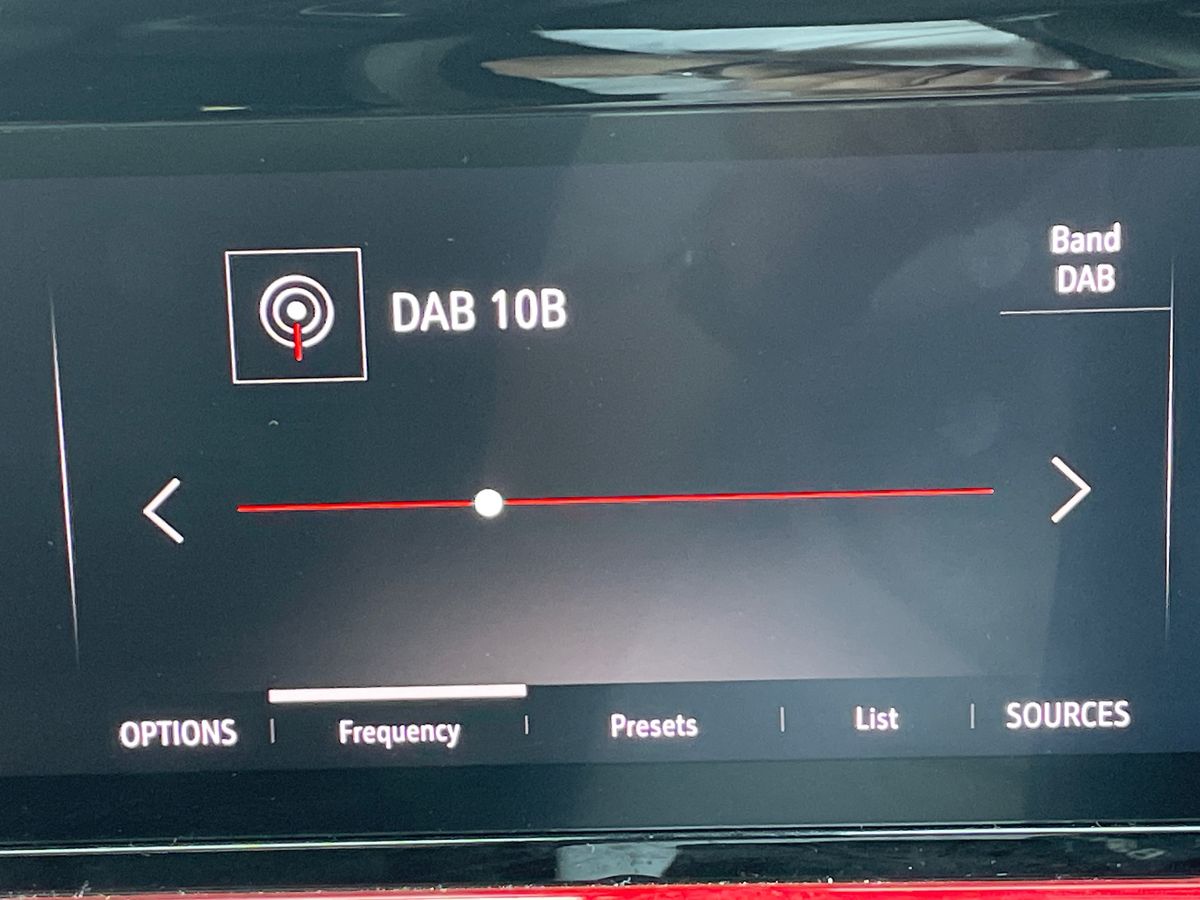 Band
DAB
DAB 10B
OPTIONS
Frequency
Presets
List
SOURCES